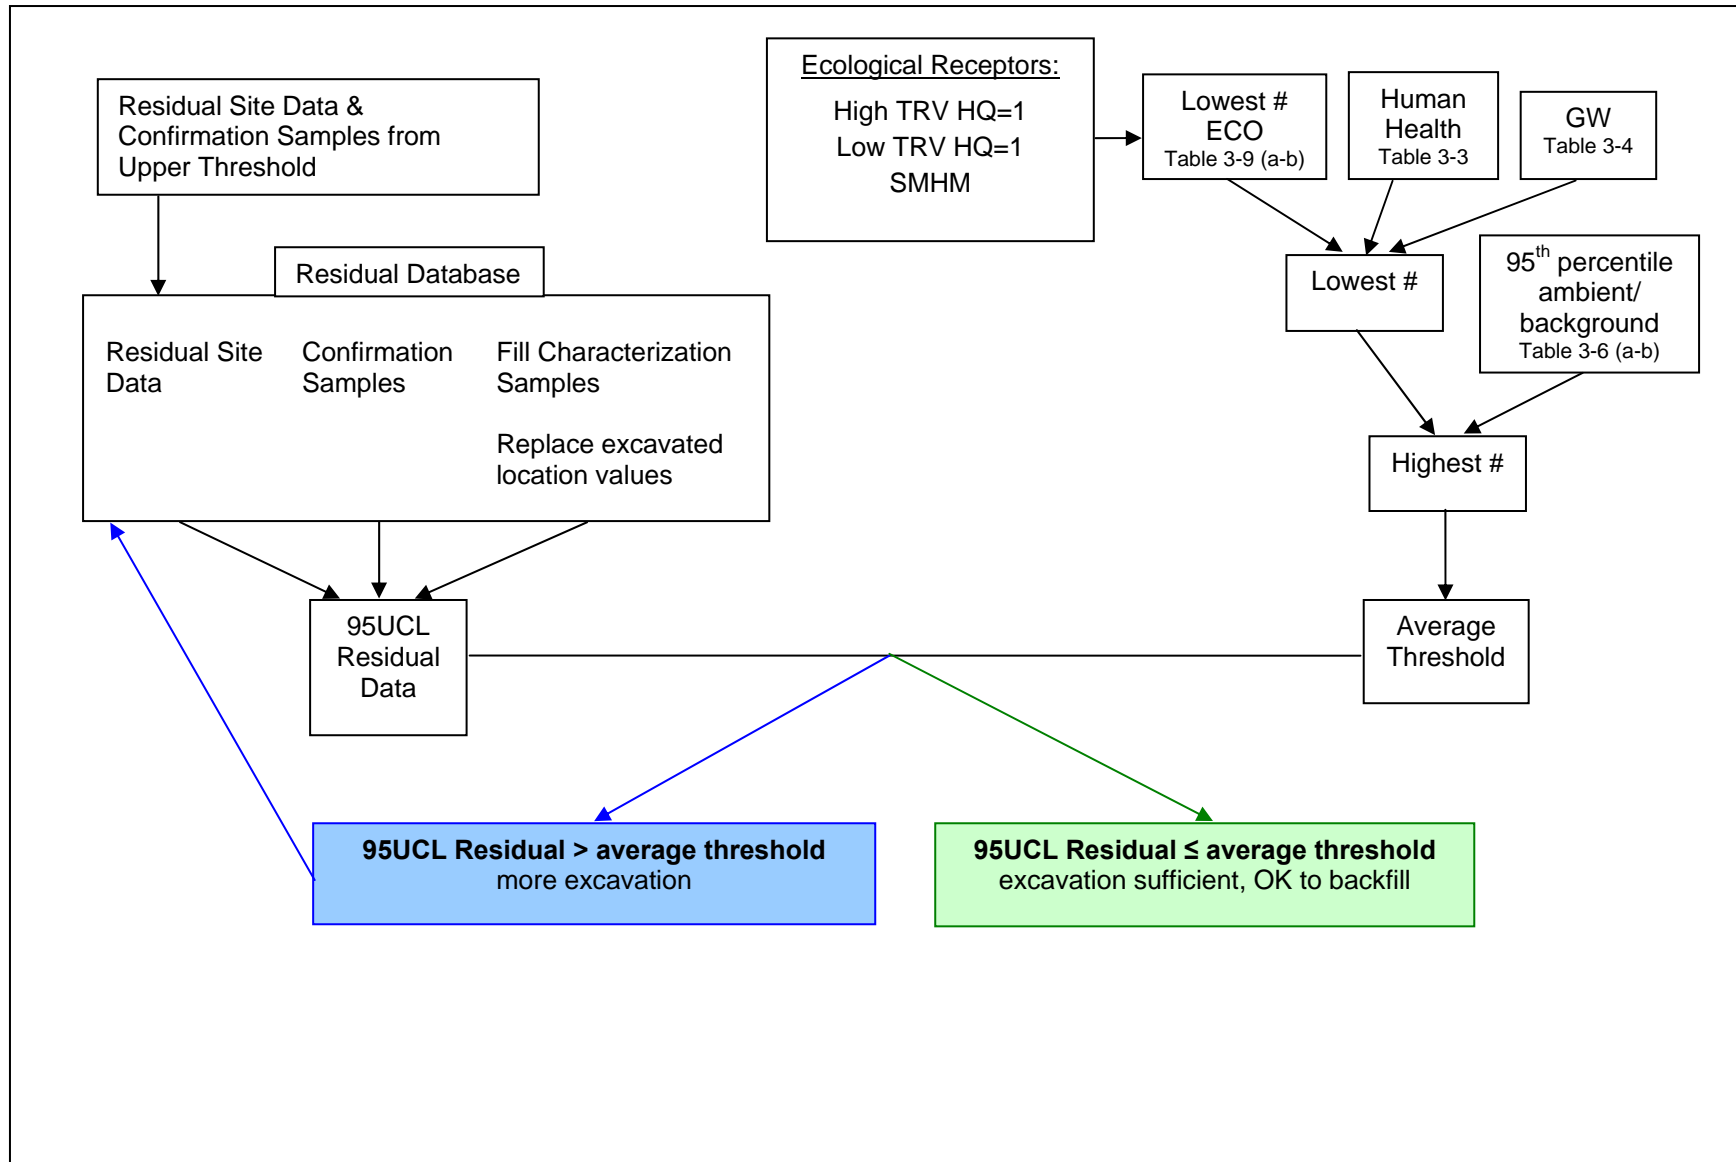 Residual Site Data &
Confirmation Samples from
Upper Threshold
Residual Database
Residual Site
Data
Confirmation
Samples
Fill Characterization
Samples
Replace excavated
location values
95UCL
Residual
Data
Ecological Receptors:
High TRV HQ=1
Low TRV HQ=1
SMHM
Lowest #
ECO
Table 3-9 (a-b)
Human
Health
Table 3-3
GW
Table 3-4
Lowest #
95th percentile
ambient/
background
Table 3-6 (a-b)
Highest #
Average
Threshold
95UCL Residual > average threshold
more excavation
95UCL Residual ≤ average threshold
excavation sufficient, OK to backfill